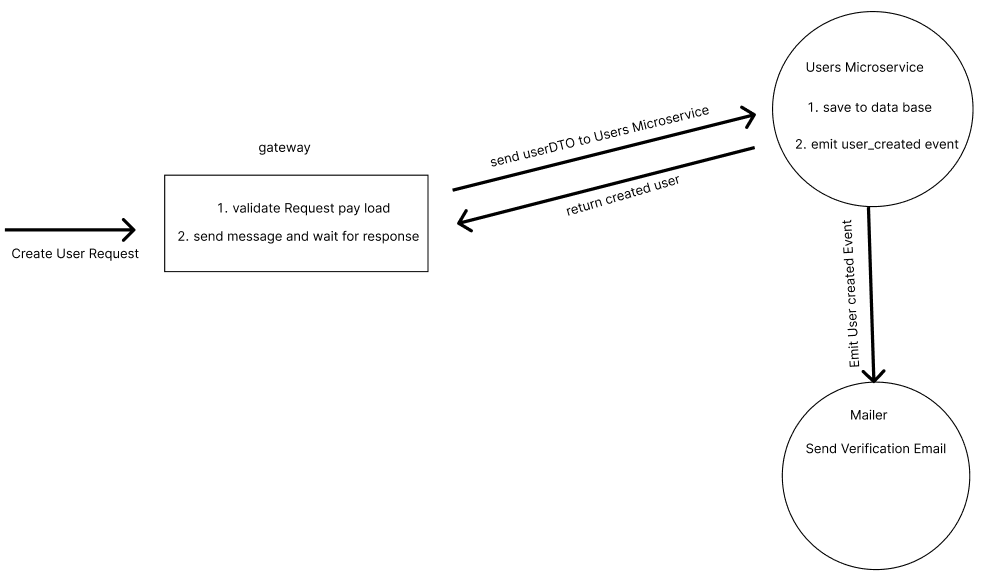 Users Microservice
1. save to data base
2. emit user_created event
send userDTO to Users Microservice
return created user
gateway
1. validate Request pay load
2. send message and wait for response
Create User Request
Emit User created Event
Mailer
Send Verification Email